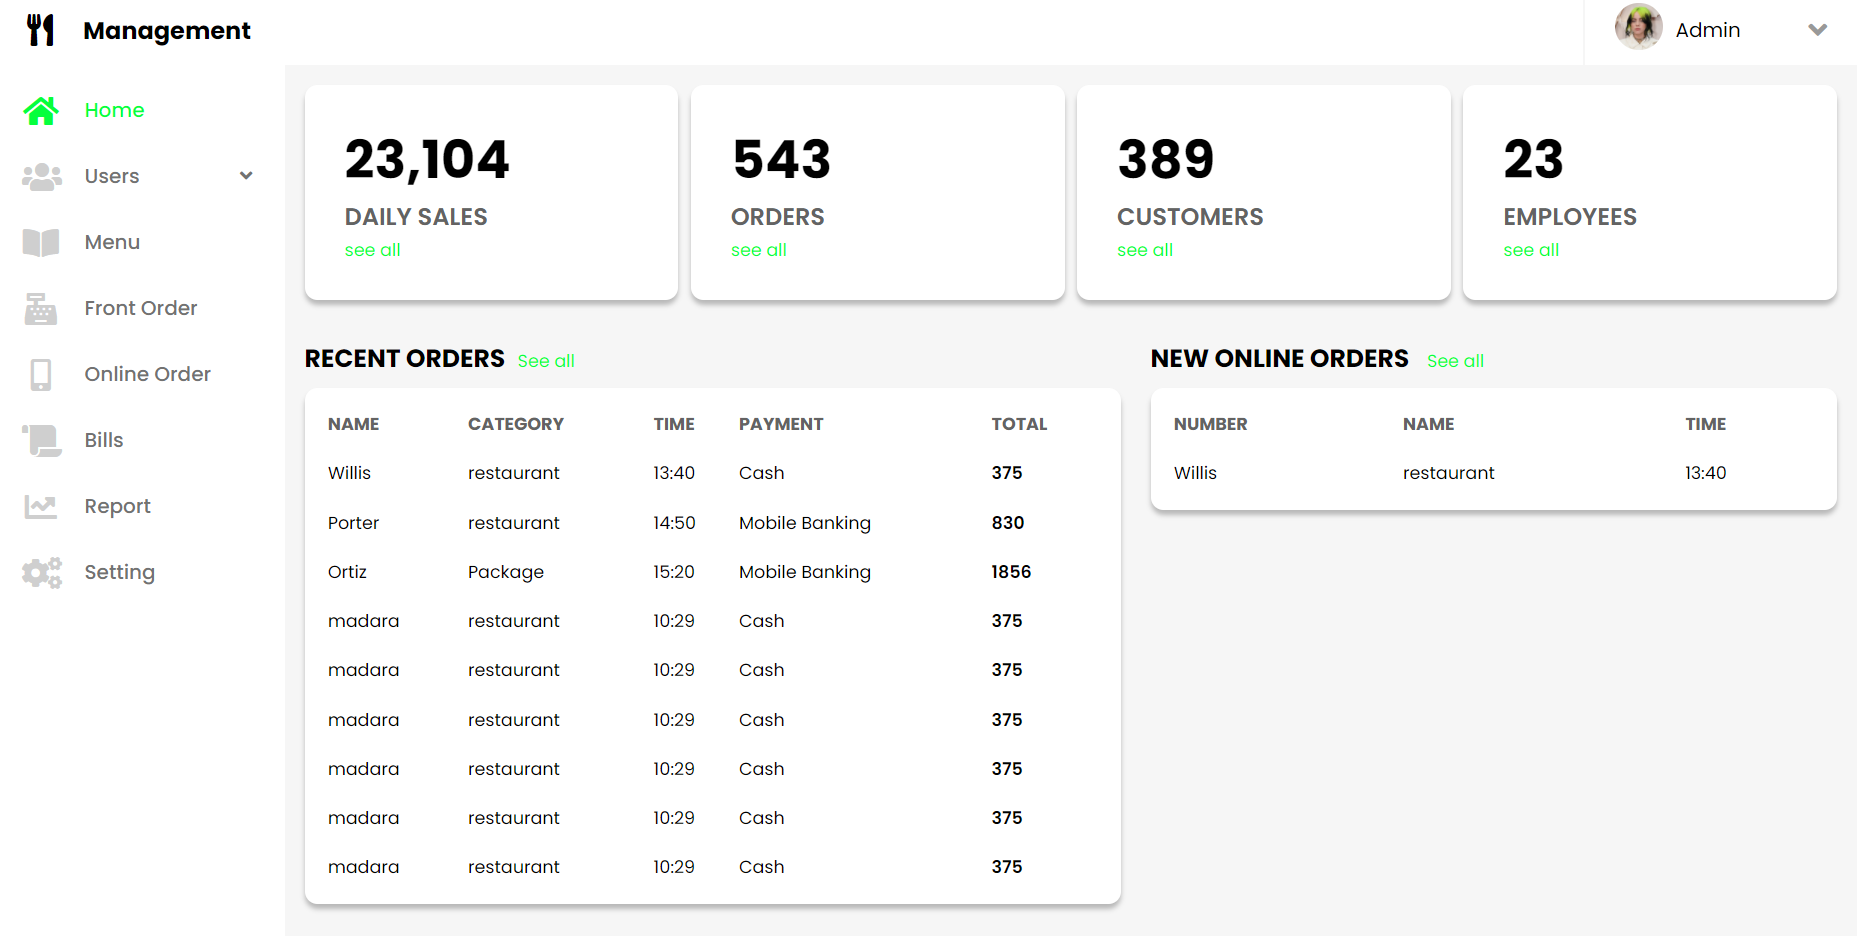 Management
Admin
Home
Users
Menu
Front Order
Online Order
Bills
Report
Setting
23,104
DAILY SALES
see all
543
ORDERS
see all
389
CUSTOMERS
see all
23
EMPLOYEES
see all
RECENT ORDERS See all
NAME CATEGORY TIME PAYMENT TOTAL
Willis restaurant 13:40 Cash 375
Porter restaurant 14:50 Mobile Banking 830
Ortiz Package 15:20 Mobile Banking 1856
madara restaurant 10:29 Cash 375
madara restaurant 10:29 Cash 375
madara restaurant 10:29 Cash 375
madara restaurant 10:29 Cash 375
madara restaurant 10:29 Cash 375
madara restaurant 10:29 Cash 375
NEW ONLINE ORDERS See all
NUMBER NAME TIME
Willis restaurant 13:40